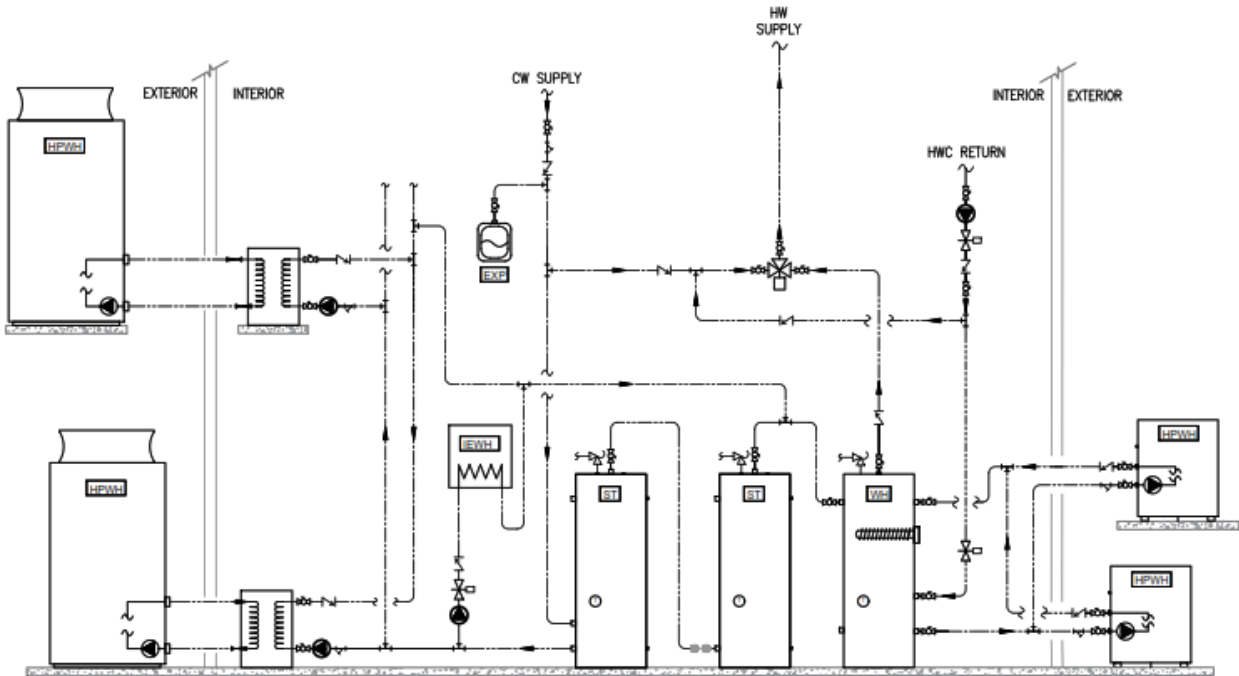 HW
SUPPLY
CW SUPPLY
EXTERIOR
INTERIOR
INTERIOR
EXTERIOR
HPWH
HWC RETURN
EXP
IEWH
HPWH
HPWH
ST
ST
WH
HPWH
T
T
T